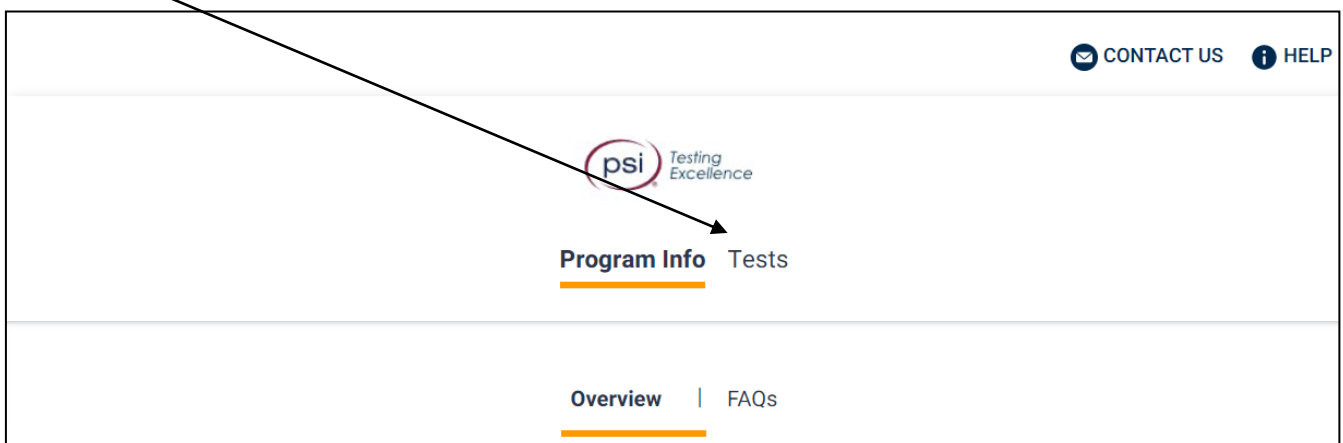 CONTACT US HELP
psi Testing
Excellence
Program Info Tests
Overview | FAQs